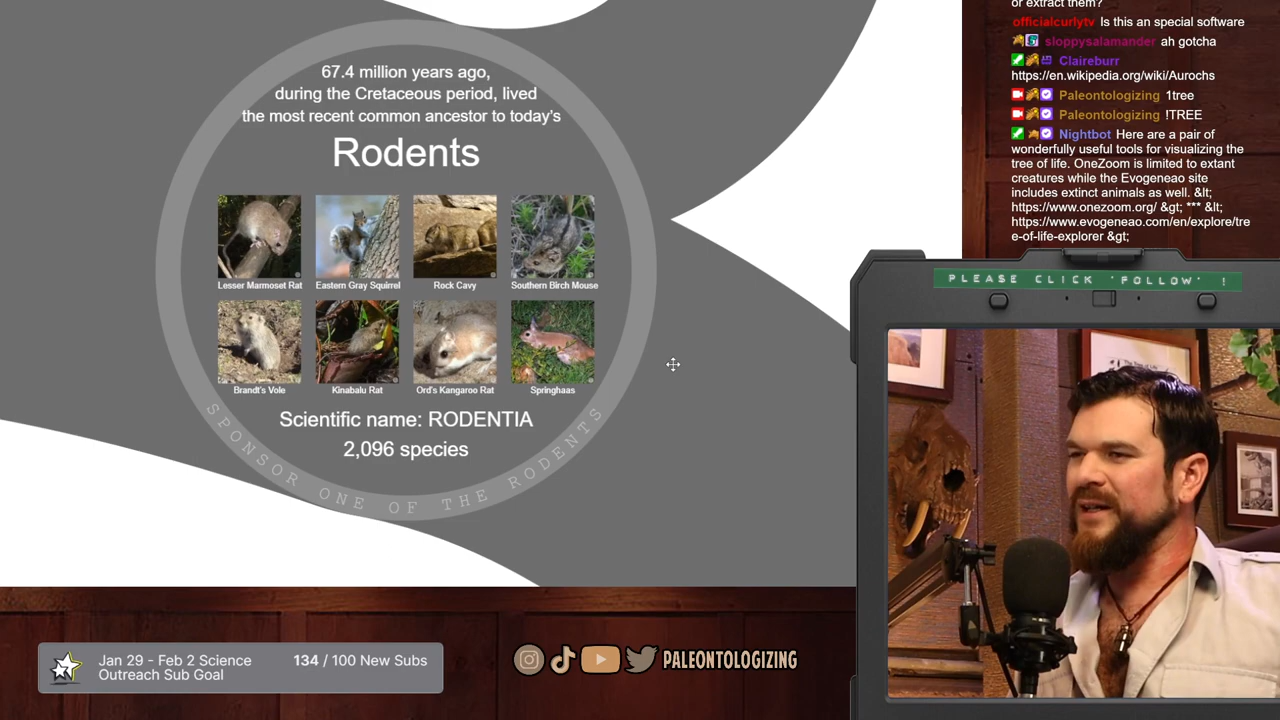 67.4 million years ago,
during the Cretaceous period, lived
the most recent common ancestor to today's
Rodents
Lesser Marmoset Rat
Eastern Gray Squirrel
Rock Cavy
Southern Birch Mouse
Brandt's Vole
Kinabalu Rat
Ord's Kangaroo Rat
Springhaas
Scientific name: RODENTIA
2,096 species
SPONSOR ONE OF THE RODENTS
or extract them?
officialcurlytv Is this an special software
sloppysalamander ah gotcha
Claireburr
https://en.wikipedia.org/wiki/Aurochs
Paleontologizing 1tree
Paleontologizing !TREE
Nightbot Here are a pair of
wonderfully useful tools for visualizing the
tree of life. OneZoom is limited to extant
creatures while the Evogeneao site
includes extinct animals as well. &lt;
https://www.onezoom.org/ &gt; *** &lt;
https://www.evogeneao.com/en/explore/tre
e-of-life-explorer &gt;
PLEASE CLICK 'FOLLOW' !
Jan 29 - Feb 2 Science
Outreach Sub Goal
134 / 100 New Subs
PALEONTOLOGIZING